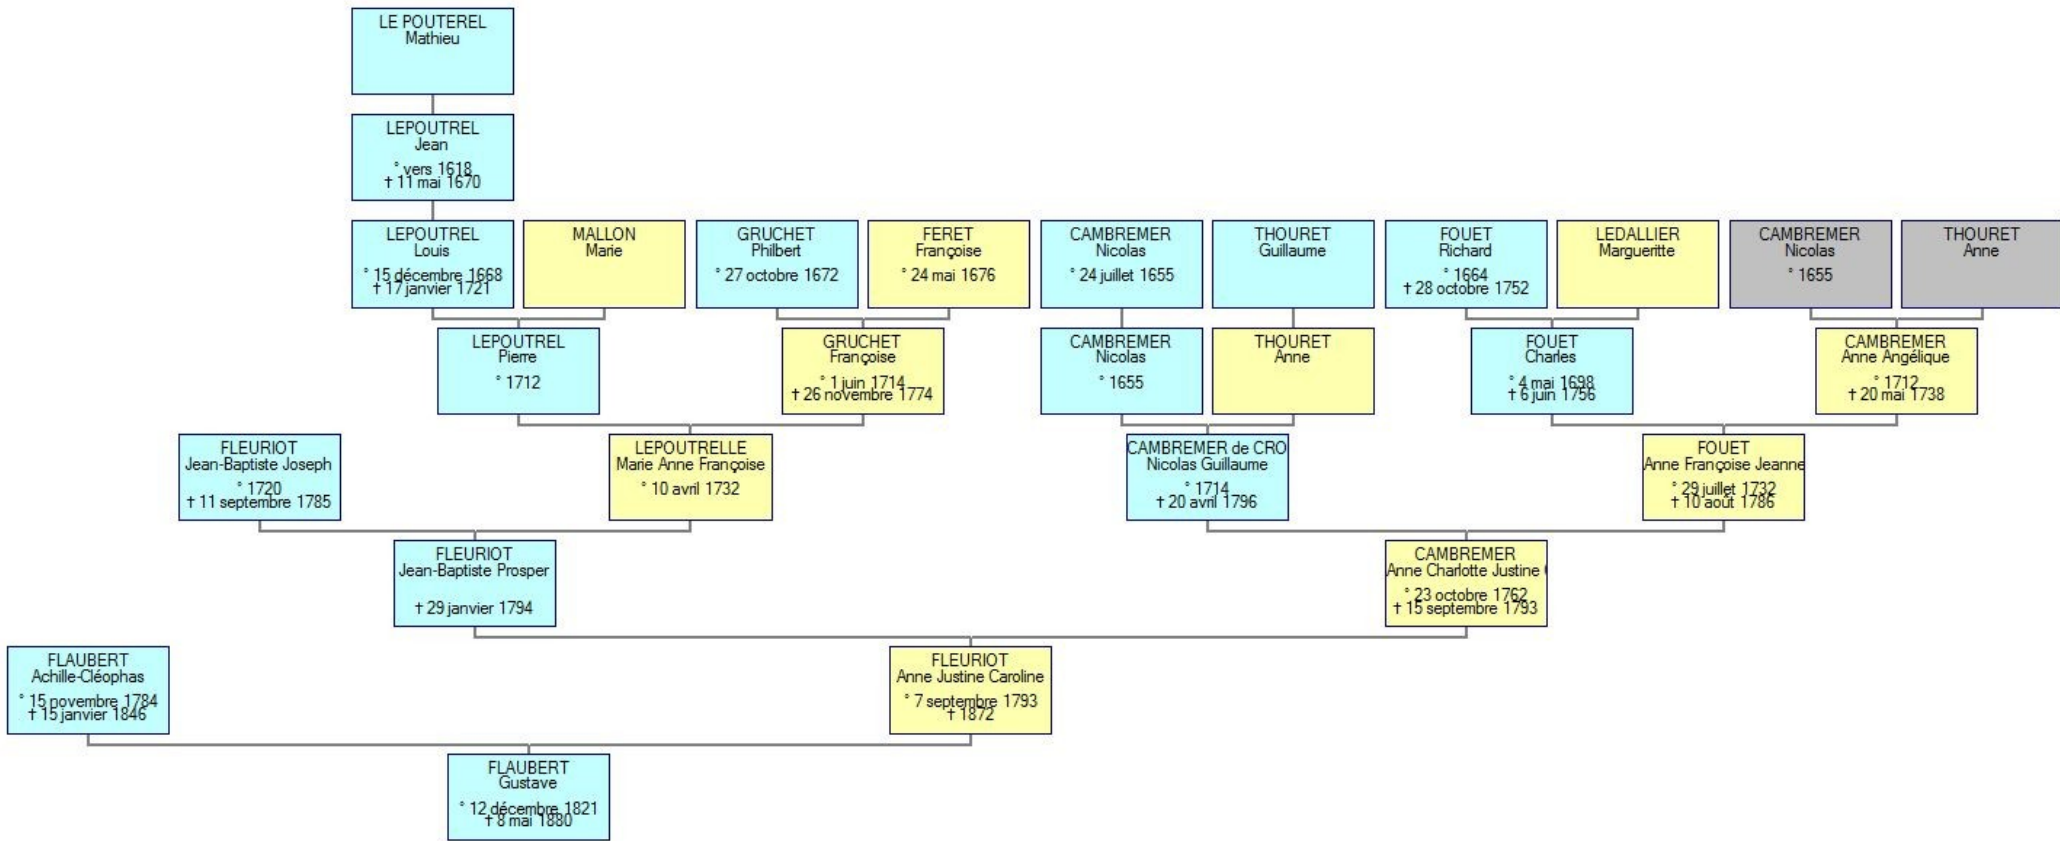 LE POUTEREL
Mathieu
LEPOUTREL
Jean
° vers 1618
† 11 mai 1670
LEPOUTREL
Louis
° 15 décembre 1668
† 17 janvier 1721
MALLON
Marie
GRUCHET
Philbert
° 27 octobre 1672
FERET
Françoise
° 24 mai 1676
CAMBREMER
Nicolas
° 24 juillet 1655
THOURET
Guillaume
FOUET
Richard
° 1664
† 28 octobre 1752
LEDALLIER
Margueritte
CAMBREMER
Nicolas
° 1655
THOURET
Anne
LEPOUTREL
Pierre
° 1712
GRUCHET
Françoise
° 1 juin 1714
† 26 novembre 1774
CAMBREMER
Nicolas
° 1655
THOURET
Anne
FOUET
Charles
° 4 mai 1698
† 6 juin 1756
CAMBREMER
Anne Angélique
° 1712
† 20 mai 1738
FLEURIOT
Jean-Baptiste Joseph
° 1720
† 11 septembre 1785
LEPOUTRELLE
Marie Anne Françoise
° 10 avril 1732
CAMBREMER de CRO
Nicolas Guillaume
° 1714
† 20 avril 1796
FOUET
Anne Françoise Jeanne
° 29 juillet 1732
† 10 août 1786
FLEURIOT
Jean-Baptiste Prosper
† 29 janvier 1794
CAMBREMER
Anne Charlotte Justine
° 23 octobre 1762
† 15 septembre 1793
FLAUBERT
Achille-Cléophas
° 15 novembre 1784
† 15 janvier 1846
FLEURIOT
Anne Justine Caroline
° 7 septembre 1793
† 1872
FLAUBERT
Gustave
° 12 décembre 1821
† 8 mai 1880